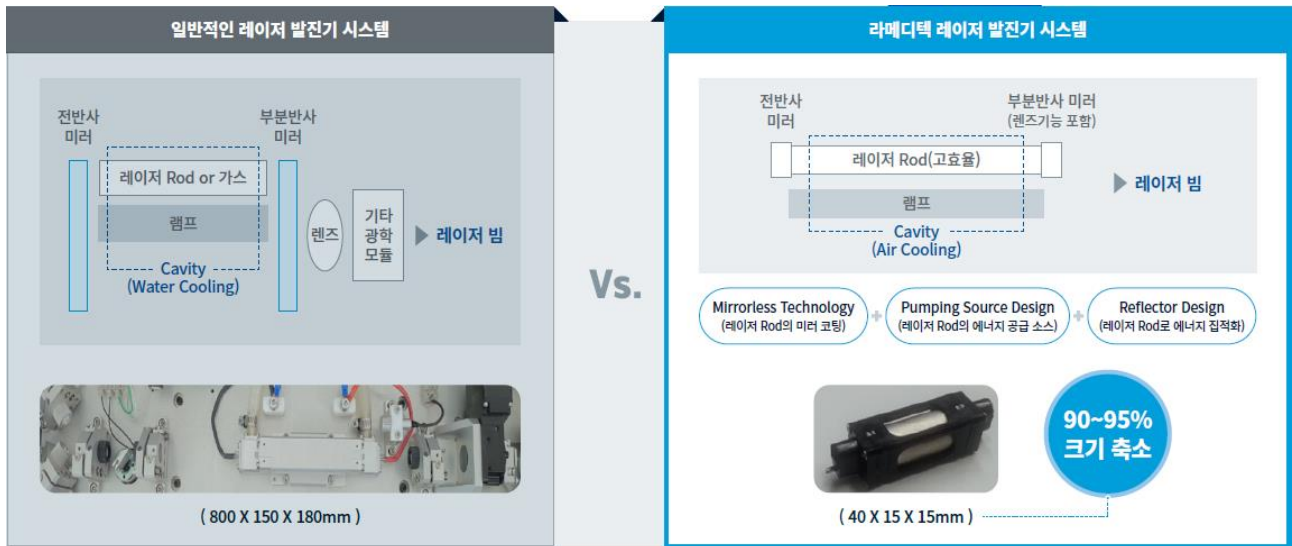 일반적인 레이저 발진기 시스템
전반사
미러
부분반사
미러
레이저 Rod or 가스
램프
렌즈
기타
광학
모듈
레이저 빔
Cavity
(Water Cooling)
( 800 X 150 X 180mm )
Vs.
라메디텍 레이저 발진기 시스템
전반사
미러
부분반사 미러
(렌즈기능 포함)
레이저 Rod(고효율)
램프
레이저 빔
Cavity
(Air Cooling)
Mirrorless Technology
(레이저 Rod의 미러 코팅)
+
Pumping Source Design
(레이저 Rod의 에너지 공급 소스)
+
Reflector Design
(레이저 Rod로 에너지 집적화)
90~95%
크기 축소
( 40 X 15 X 15mm )